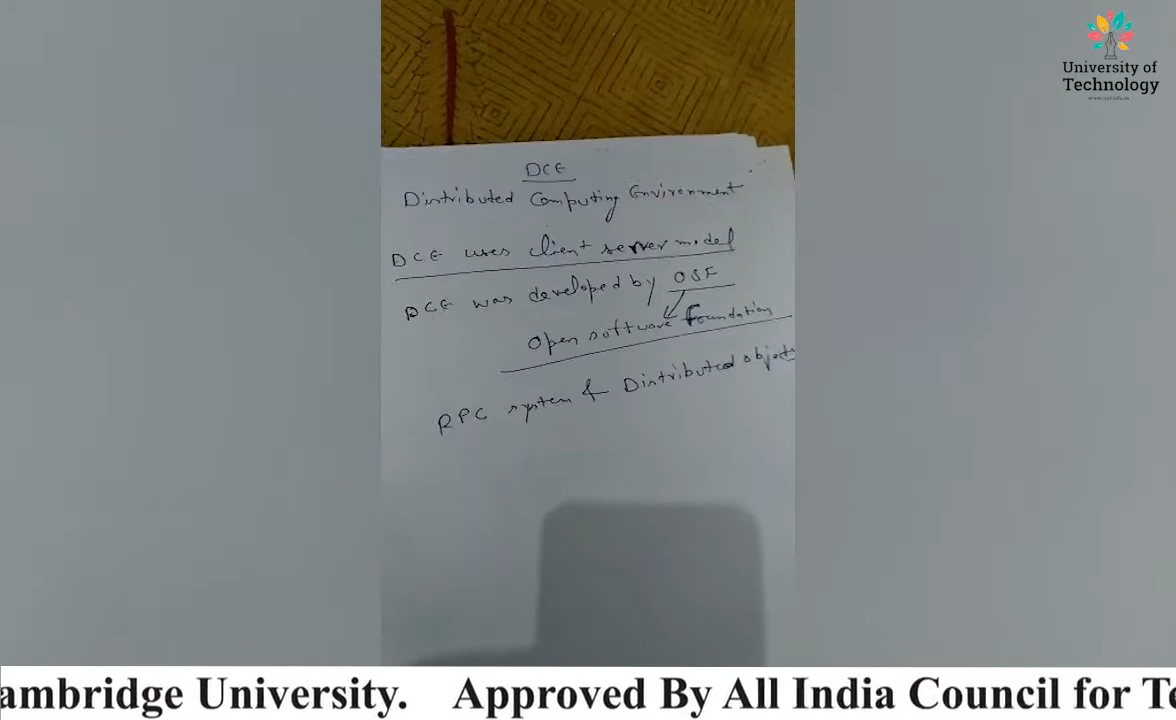 University of
Technology
DCE
Distributed Computing Environment
DCE uses client server model
DCE was developed by OSF
Open software Foundation
RPC system & Distributed objects
ambridge University. Approved By All India Council for Te